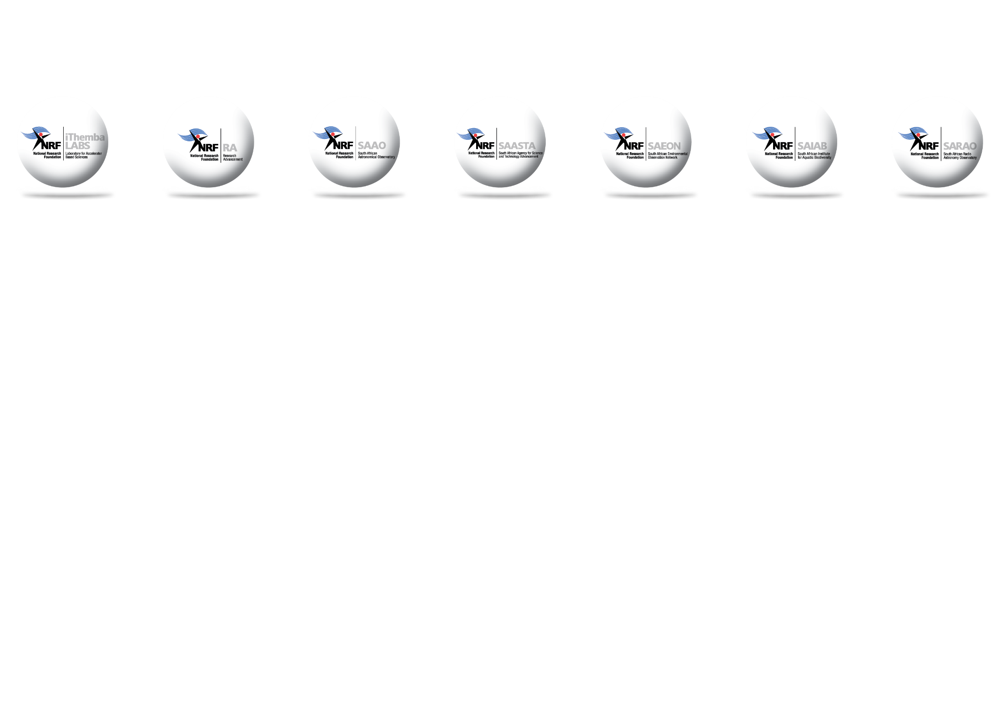 NRF
National Research
Foundation
iThemba
LABS
Laboratory for Accelerator
Based Sciences
NRF
National Research
Foundation
RA
Research
Advancement
NRF
National Research
Foundation
SAAO
South African
Astronomical Observatory
NRF
National Research
Foundation
SAASTA
South African Agency for Science
and Technology Advancement
NRF
National Research
Foundation
SAEON
South African Environmental
Observation Network
NRF
National Research
Foundation
SAIAB
South African Institute
for Aquatic Biodiversity
NRF
National Research
Foundation
SARAO
South African Radio
Astronomy Observatory